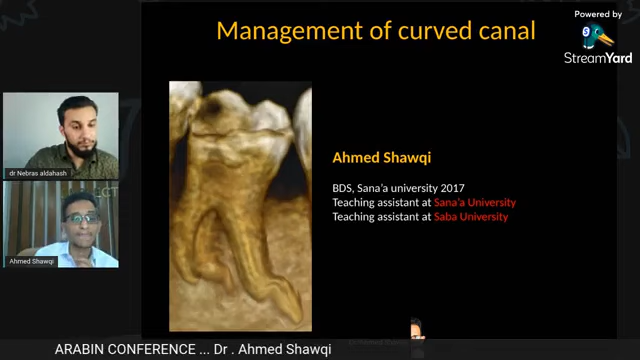 Management of curved canal
Powered by
StreamYard
dr Nebras aldahash
Ahmed Shawqi
BDS, Sana'a university 2017
Teaching assistant at Sana'a University
Teaching assistant at Saba University
Ahmed Shawqi
ARABIN CONFERENCE ... Dr . Ahmed Shawqi